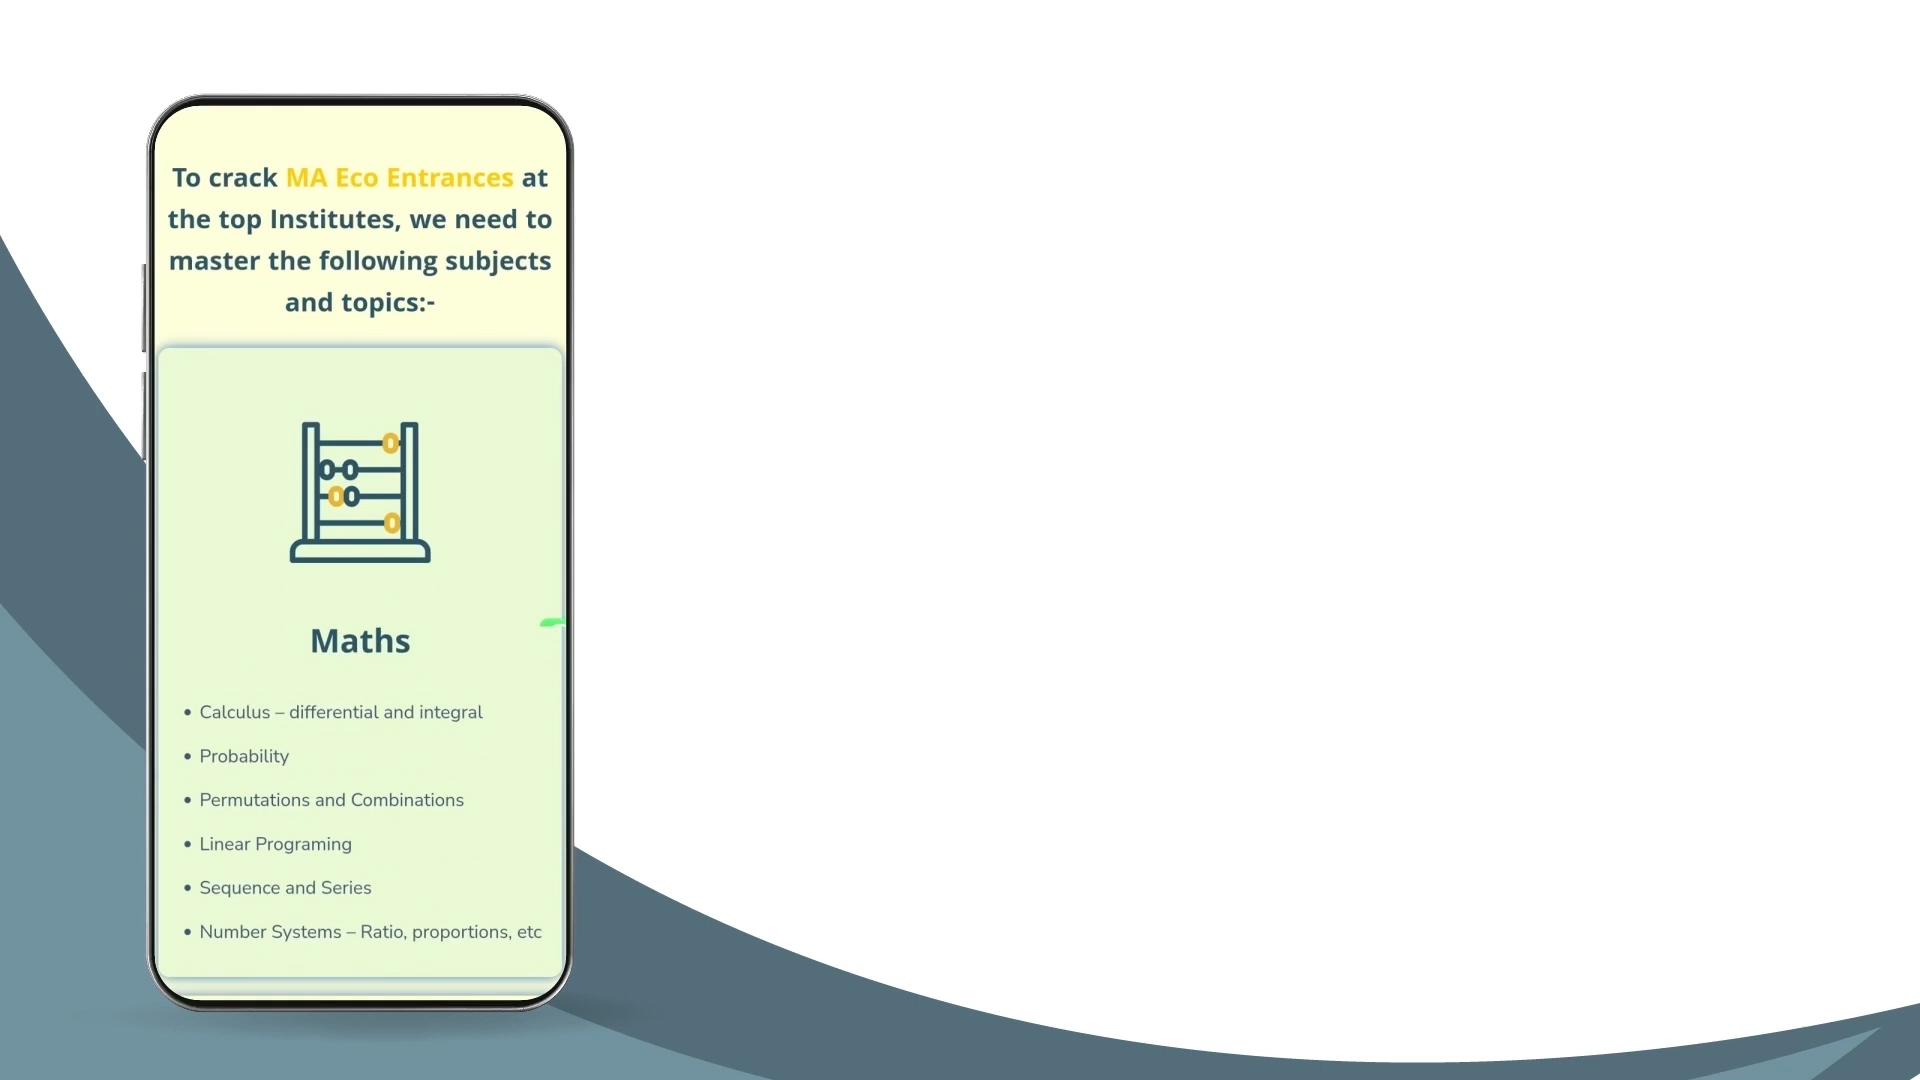 To crack MA Eco Entrances at
the top Institutes, we need to
master the following subjects
and topics:-
Maths
• Calculus – differential and integral
• Probability
• Permutations and Combinations
• Linear Programing
• Sequence and Series
• Number Systems – Ratio, proportions, etc